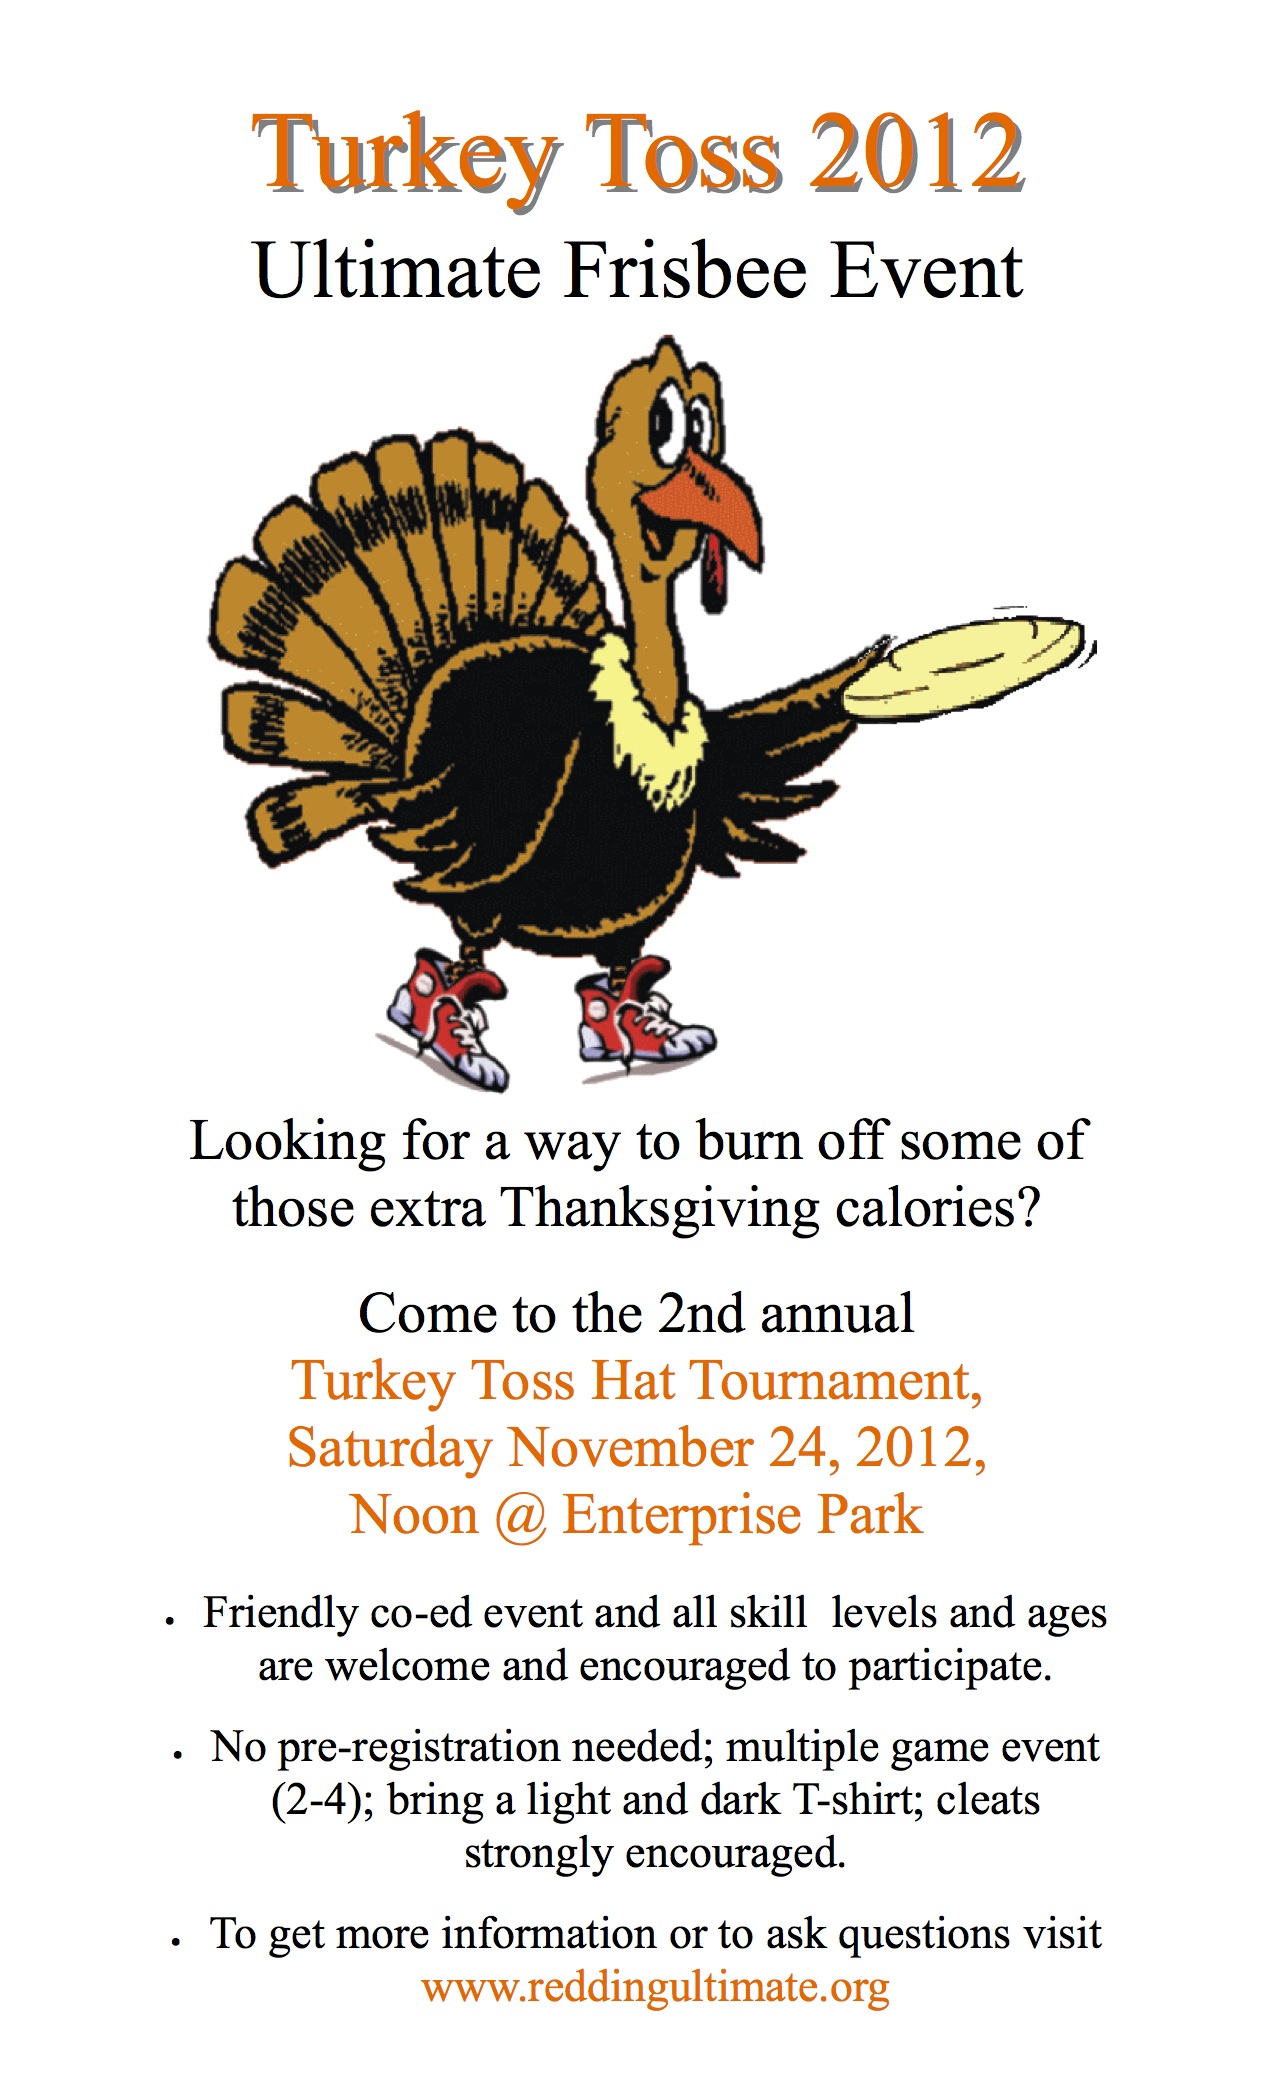 Turkey Toss 2012
Ultimate Frisbee Event
Looking for a way to burn off some of
those extra Thanksgiving calories?
Come to the 2nd annual
Turkey Toss Hat Tournament,
Saturday November 24, 2012,
Noon @ Enterprise Park
• Friendly co-ed event and all skill  levels and ages
are welcome and encouraged to participate.
• No pre-registration needed; multiple game event
(2-4); bring a light and dark T-shirt; cleats
strongly encouraged.
• To get more information or to ask questions visit
www.reddingultimate.org